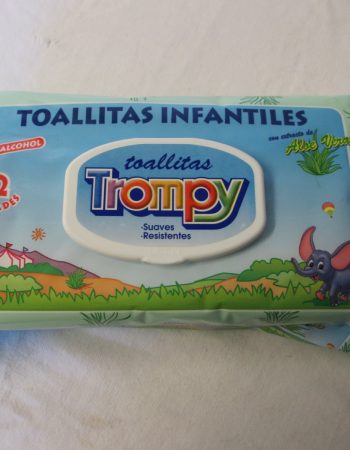 TOALLITAS INFANTILES
ALCOHOL
con extracto de
Aloe Vera
toallitas
Trompy
·Suaves
·Resistentes